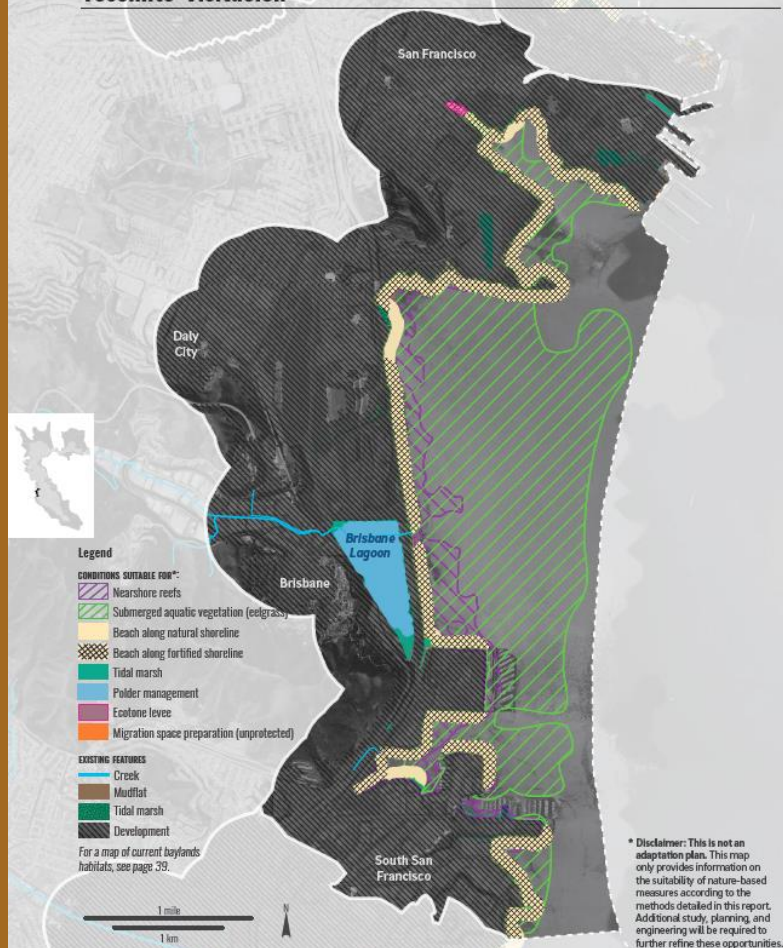 Yosemite-Visitacion
San Francisco
Daly
City
Brisbane
Lagoon
Brisbane
South San
Francisco
Legend
CONDITIONS SUITABLE FOR*:
Nearshore reefs
Submerged aquatic vegetation (eelgrass)
Beach along natural shoreline
Beach along fortified shoreline
Tidal marsh
Polder management
Ecotone levee
Migration space preparation (unprotected)
EXISTING FEATURES
Creek
Mudflat
Tidal marsh
Development
For a map of current baylands
habitats, see page 39.
1 mile
1 km
N
* Disclaimer: This is not an
adaptation plan. This map
only provides information on
the suitability of nature-based
measures according to the
methods detailed in this report.
Additional study, planning, and
engineering will be required to
further refine these opportunities